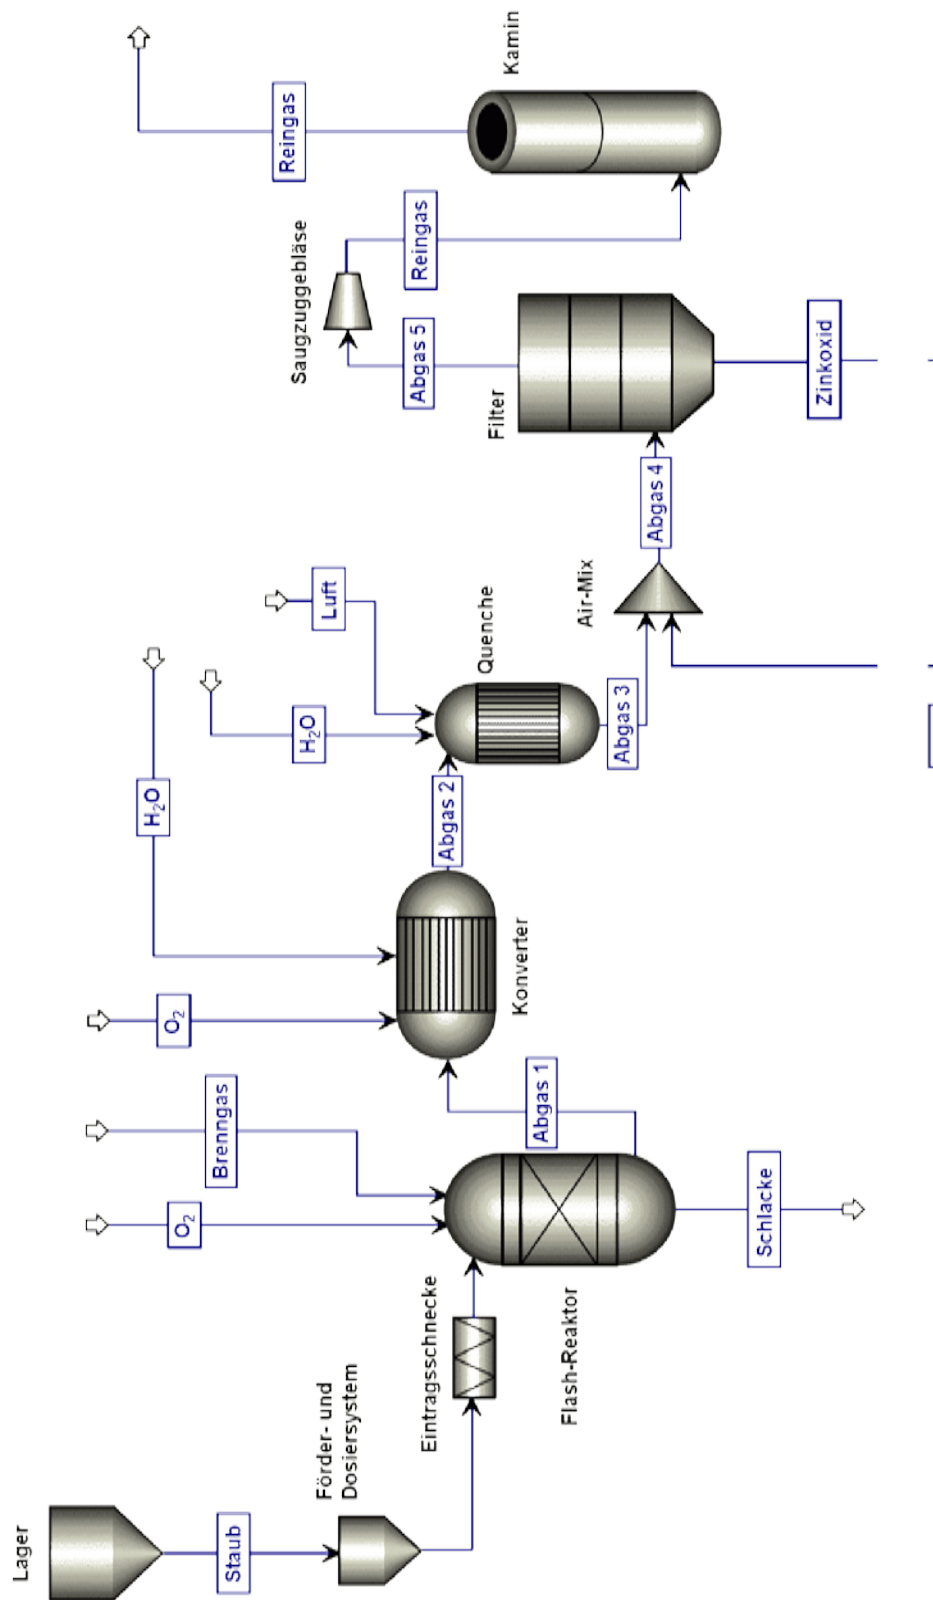 Lager
Staub
Förder- und
Dosiersystem
Eintragsschnecke
O₂
Brenngas
Flash-Reaktor
Schlacke
Abgas 1
O₂
H₂O
Konverter
Abgas 2
H₂O
Luft
Quenche
Abgas 3
Air-Mix
Abgas 4
Filter
Zinkoxid
Abgas 5
Saugzuggebläse
Reingas
Kamin
Reingas